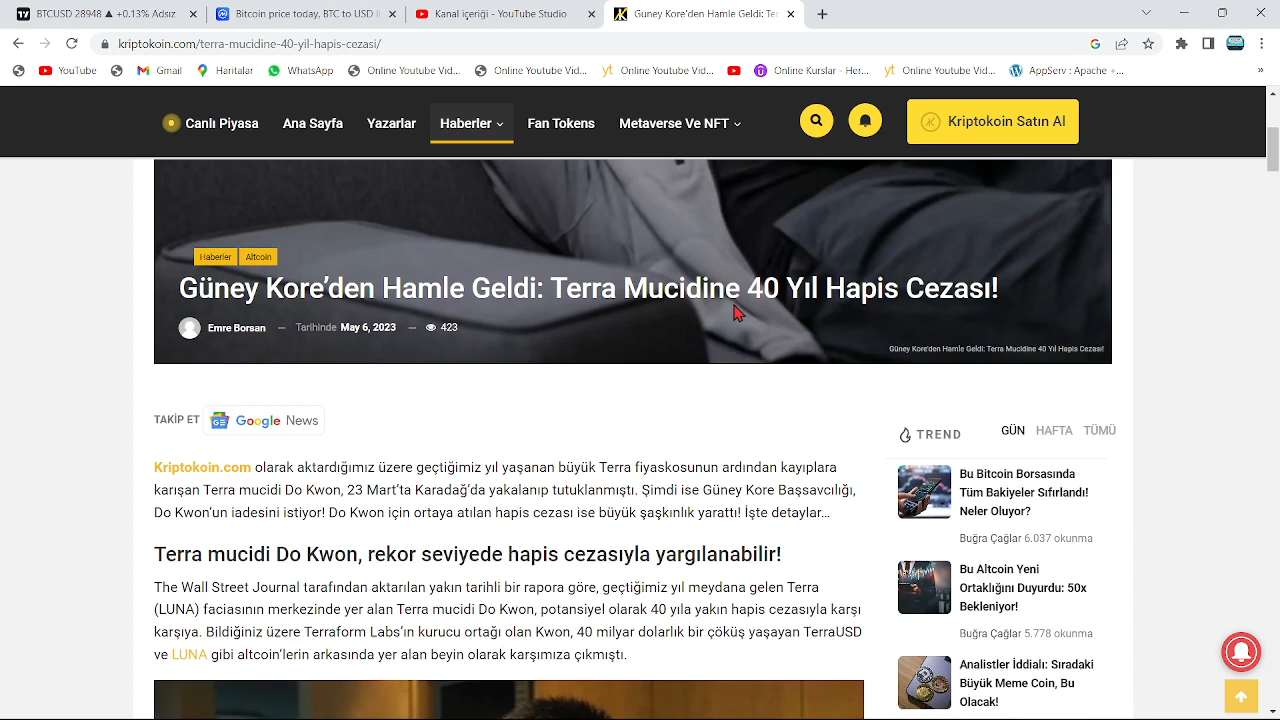 BTCUSD 28948 ▲ +0.13% Adsız
Bitcoin price today, BTC to USD li
Kanal içeriği - YouTube Studio
Güney Kore'den Hamle Geldi: Ter
kriptokoin.com/terra-mucidine-40-yil-hapis-cezasi/
YouTube
Gmail
Haritalar
WhatsApp
Online Youtube Vid...
Online Youtube Vid...
Online Youtube Vid...
Online Kurslar - Her...
Online Youtube Vid...
AppServ : Apache +...
»
Canlı Piyasa
Ana Sayfa
Yazarlar
Haberler
Fan Tokens
Metaverse Ve NFT
Kriptokoin Satın Al
Haberler Altcoin
Güney Kore’den Hamle Geldi: Terra Mucidine 40 Yıl Hapis Cezası!
Emre Borsan — Tarihinde May 6, 2023 — 423
Güney Kore'den Hamle Geldi: Terra Mucidine 40 Yıl Hapis Cezası!
TAKİP ET Google News
Kriptokoin.com olarak aktardığımız üzere geçtiğimiz yıl yaşanan büyük Terra fiyaskosunun ardından kayıplara
karışan Terra mucidi Do Kwon, 23 Mart’ta Karadağ’da yakalanıp tutuklanmıştı. Şimdi ise Güney Kore Başsavcılığı,
Do Kwon’un iadesini istiyor! Do Kwon için ortaya atılan hapis cezası ise büyük şaşkınlık yarattı! İşte detaylar…
Terra mucidi Do Kwon, rekor seviyede hapis cezasıyla yargılanabilir!
The Wall Street Journal tarafından aktarılan yakın tarihli bir rapora göre, geçtiğimiz yıl meydana gelen Terra
(LUNA) faciasının merkezinde yer alan Terra mucidi Do Kwon, potansiyel olarak 40 yıla yakın hapis cezasıyla karşı
karşıya. Bildiğiniz üzere Terraform Labs’ın kurucu ortağı olan Kwon, 40 milyar dolarlık bir çöküş yaşayan TerraUSD
ve LUNA gibi altcoin’lerin arkasında yer alan beyin olarak karşımıza çıkmıştı.
TREND
GÜN HAFTA TÜMÜ
Bu Bitcoin Borsasında
Tüm Bakiyeler Sıfırlandı!
Neler Oluyor?
Buğra Çağlar 6.037 okunma
Bu Altcoin Yeni
Ortaklığını Duyurdu: 50x
Bekleniyor!
Buğra Çağlar 5.778 okunma
Analistler İddialı: Sıradaki
Büyük Meme Coin, Bu
Olacak!